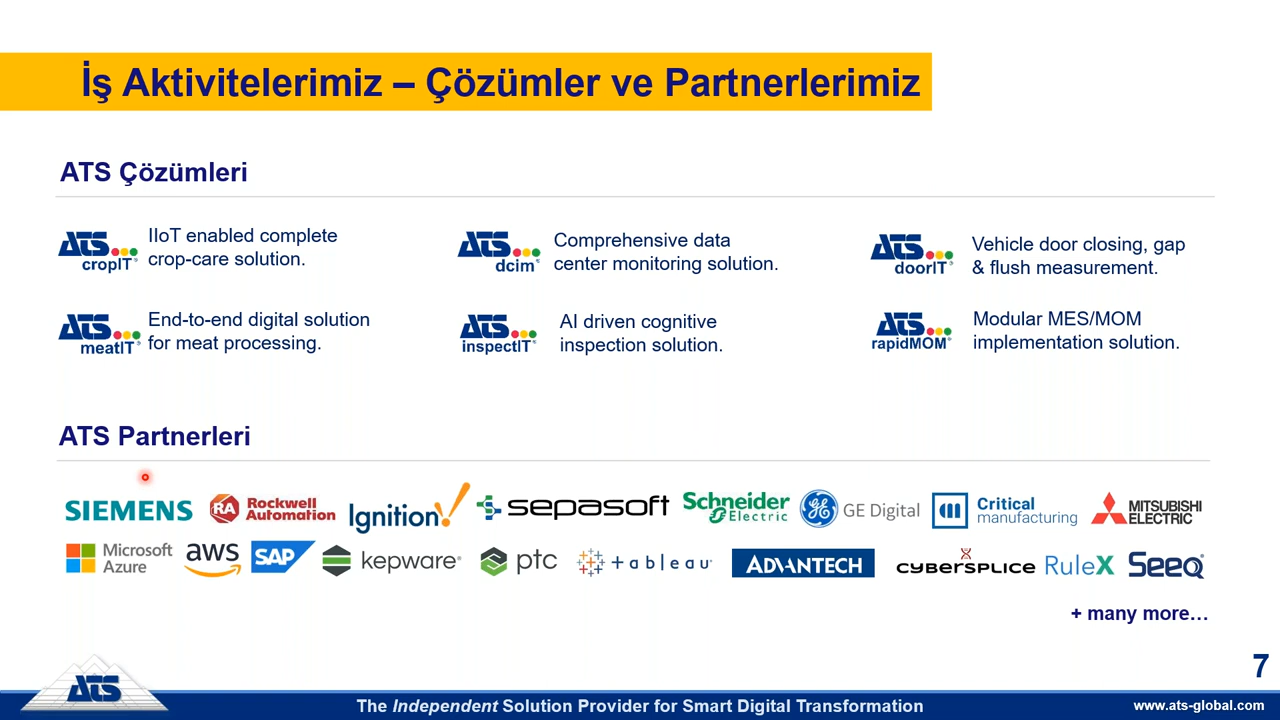 İş Aktivitelerimiz – Çözümler ve Partnerlerimiz
ATS Çözümleri
ATS cropIT®
IIoT enabled complete
crop-care solution.
ATS dcim®
Comprehensive data
center monitoring solution.
ATS doorIT®
Vehicle door closing, gap
& flush measurement.
ATS meatIT®
End-to-end digital solution
for meat processing.
ATS inspectIT®
AI driven cognitive
inspection solution.
ATS rapidMOM®
Modular MES/MOM
implementation solution.
ATS Partnerleri
SIEMENS
RA Rockwell
Automation
Ignition!
sepasoft
Schneider
Electric
GE GE Digital
Critical
manufacturing
MITSUBISHI
ELECTRIC
Microsoft
Azure
aws
SAP
kepware®
ptc
+ableau
ADVANTECH
CYBERSPLICE
RuleX
SEEQ
+ many more…
7
ATS
The Independent Solution Provider for Smart Digital Transformation
www.ats-global.com